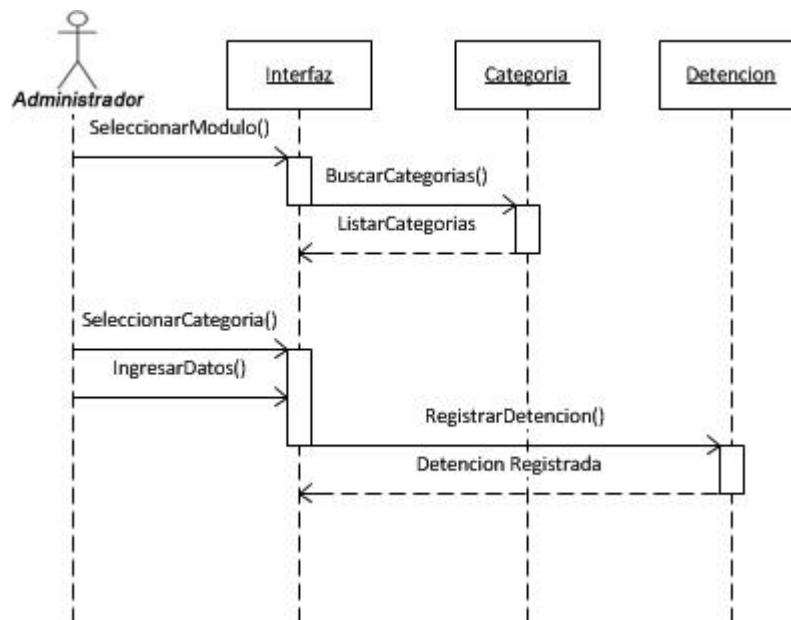 Interfaz
Categoria
Detencion
Administrador
SeleccionarModulo()
BuscarCategorias()
ListarCategorias
SeleccionarCategoria()
IngresarDatos()
RegistrarDetencion()
Detencion Registrada